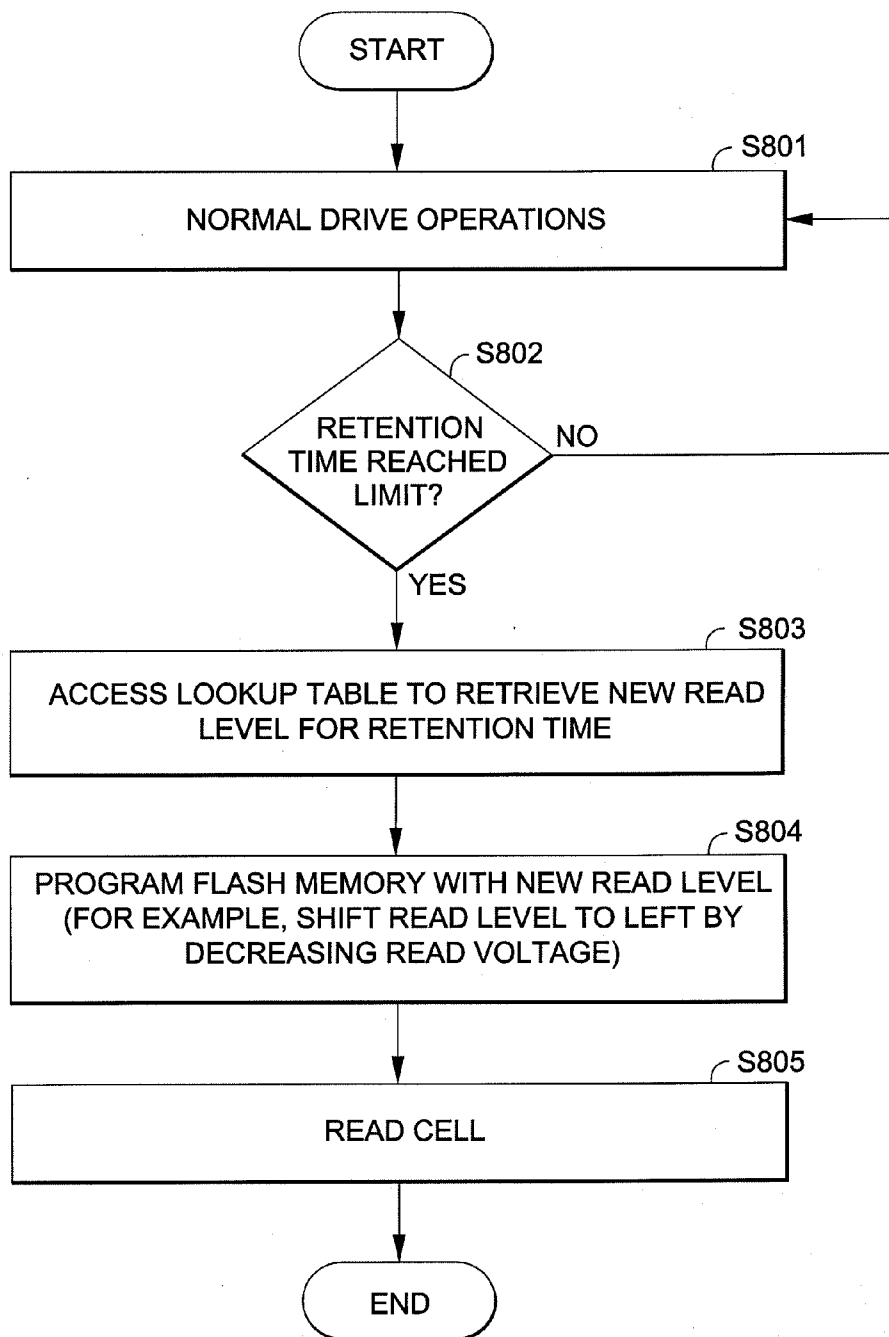 START
S801
NORMAL DRIVE OPERATIONS
S802
RETENTION
TIME REACHED
LIMIT?
NO
YES
S803
ACCESS LOOKUP TABLE TO RETRIEVE NEW READ
LEVEL FOR RETENTION TIME
S804
PROGRAM FLASH MEMORY WITH NEW READ LEVEL
(FOR EXAMPLE, SHIFT READ LEVEL TO LEFT BY
DECREASING READ VOLTAGE)
S805
READ CELL
END